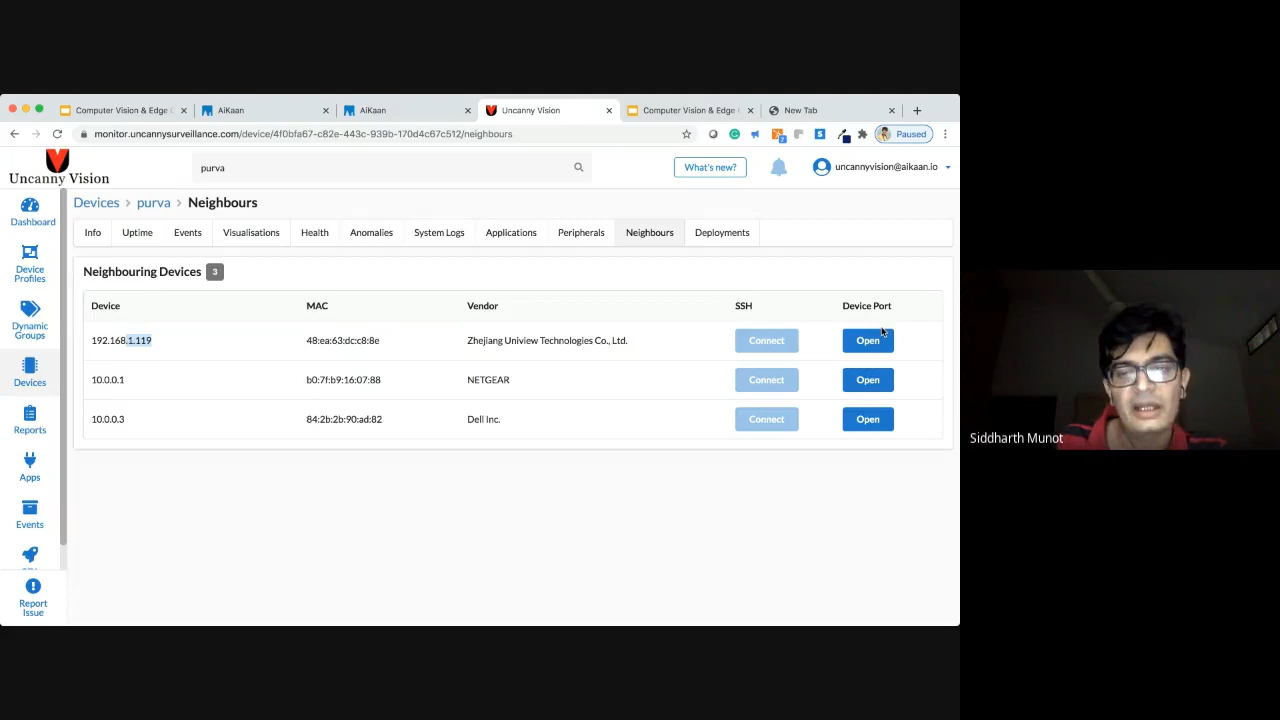 Computer Vision & Edge
AiKaan
AiKaan
Uncanny Vision
Computer Vision & Edge
New Tab
monitor.uncannysurveillance.com/device/4f0bfa67-c82e-443c-939b-170d4c67c512/neighbours
Paused
Uncanny Vision
purva
What's new?
uncannyvision@aikaan.io
Devices > purva > Neighbours
Info
Uptime
Events
Visualisations
Health
Anomalies
System Logs
Applications
Peripherals
Neighbours
Deployments
Dashboard
Device
Profiles
Dynamic
Groups
Devices
Reports
Apps
Events
Report
Issue
Neighbouring Devices 3
Device MAC Vendor SSH Device Port
192.168.1.119 48:ea:63:dc:c8:8e Zhejiang Uniview Technologies Co., Ltd. Connect Open
10.0.0.1 b0:7f:b9:16:07:88 NETGEAR Connect Open
10.0.0.3 84:2b:2b:90:ad:82 Dell Inc. Connect Open
Siddharth Munot